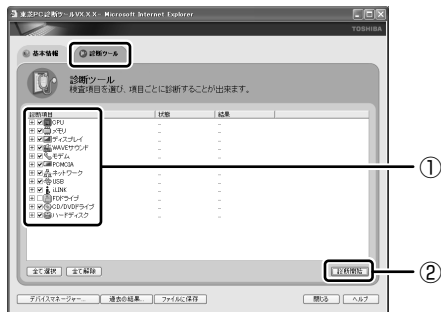 東芝PC診断ツールVX.X.X - Microsoft Internet Explorer
TOSHIBA
基本情報
診断ツール
診断ツール
検査項目を選び、項目ごとに診断することが出来ます。
診断項目 状態 結果
CPU
メモリ
ディスプレイ
WAVEサウンド
モデム
PCMCIA
ネットワーク
USB
i.LINK
FDドライブ
CD/DVDドライブ
ハードディスク
①
全て選択 全て解除 診断開始
②
デバイスマネージャー... 過去の結果... ファイルに保存 閉じる ヘルプ